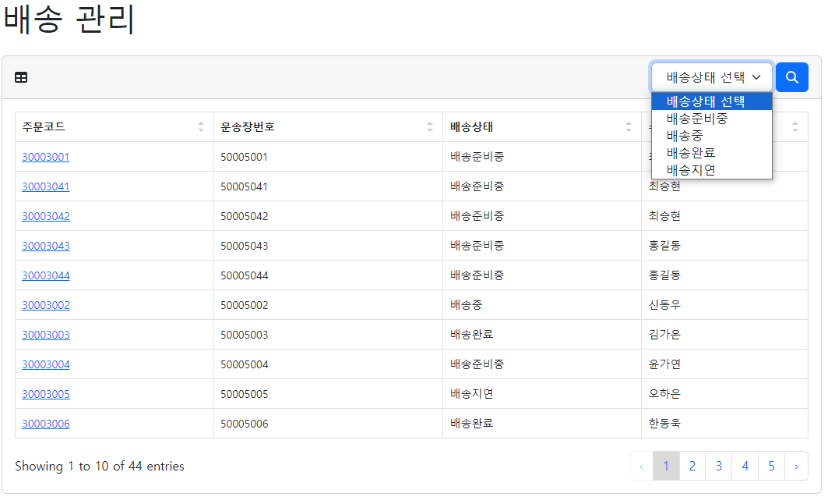 배송 관리
배송상태 선택
배송상태 선택
배송준비중
배송중
배송완료
배송지연
주문코드 운송장번호 배송상태
30003001 50005001 배송준비중
30003041 50005041 배송준비중 최승현
30003042 50005042 배송준비중 최승현
30003043 50005043 배송준비중 홍길동
30003044 50005044 배송준비중 홍길동
30003002 50005002 배송중 신동우
30003003 50005003 배송완료 김가온
30003004 50005004 배송준비중 윤가연
30003005 50005005 배송지연 오하은
30003006 50005006 배송완료 한동욱
Showing 1 to 10 of 44 entries
‹ 1 2 3 4 5 ›